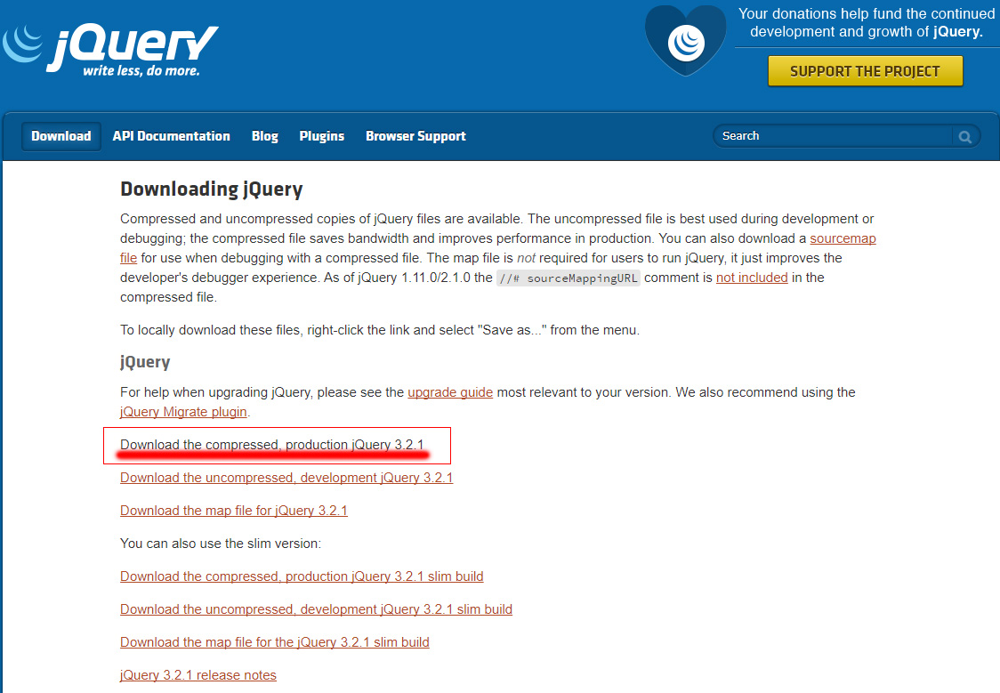 jQuery
write less, do more.
Your donations help fund the continued
development and growth of jQuery.
SUPPORT THE PROJECT
Download API Documentation Blog Plugins Browser Support Search
Downloading jQuery
Compressed and uncompressed copies of jQuery files are available. The uncompressed file is best used during development or
debugging; the compressed file saves bandwidth and improves performance in production. You can also download a sourcemap
file for use when debugging with a compressed file. The map file is not required for users to run jQuery, it just improves the
developer's debugger experience. As of jQuery 1.11.0/2.1.0 the //# sourceMappingURL comment is not included in the
compressed file.
To locally download these files, right-click the link and select "Save as..." from the menu.
jQuery
For help when upgrading jQuery, please see the upgrade guide most relevant to your version. We also recommend using the
jQuery Migrate plugin.
Download the compressed, production jQuery 3.2.1
Download the uncompressed, development jQuery 3.2.1
Download the map file for jQuery 3.2.1
You can also use the slim version:
Download the compressed, production jQuery 3.2.1 slim build
Download the uncompressed, development jQuery 3.2.1 slim build
Download the map file for the jQuery 3.2.1 slim build
jQuery 3.2.1 release notes